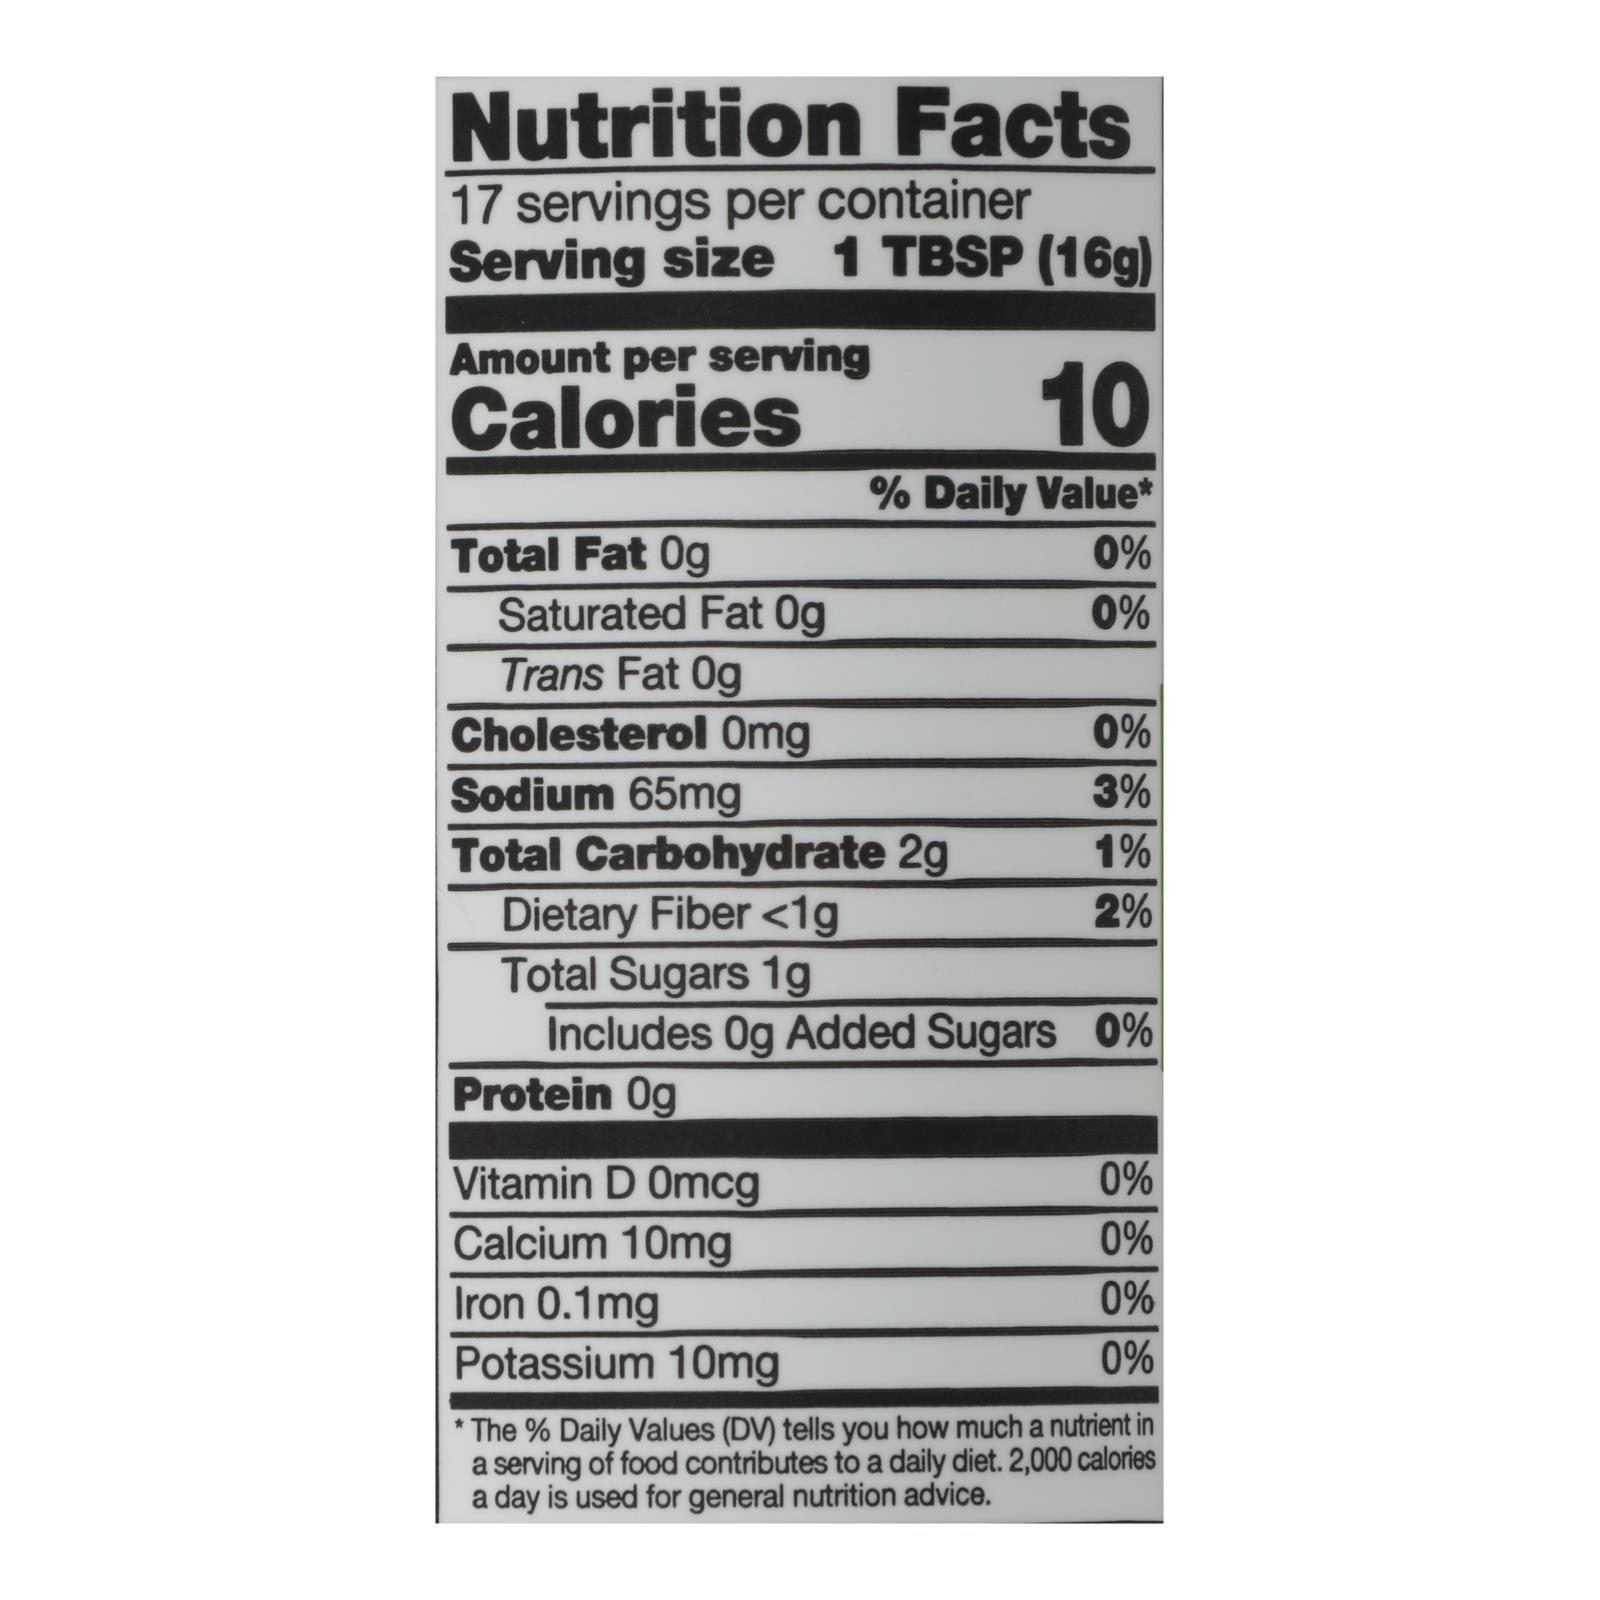 Nutrition Facts
17 servings per container
Serving size 1 TBSP (16g)
Amount per serving
Calories 10
% Daily Value*
Total Fat 0g 0%
Saturated Fat 0g 0%
Trans Fat 0g
Cholesterol 0mg 0%
Sodium 65mg 3%
Total Carbohydrate 2g 1%
Dietary Fiber <1g 2%
Total Sugars 1g
Includes 0g Added Sugars 0%
Protein 0g
Vitamin D 0mcg 0%
Calcium 10mg 0%
Iron 0.1mg 0%
Potassium 10mg 0%
* The % Daily Values (DV) tells you how much a nutrient in
a serving of food contributes to a daily diet. 2,000 calories
a day is used for general nutrition advice.